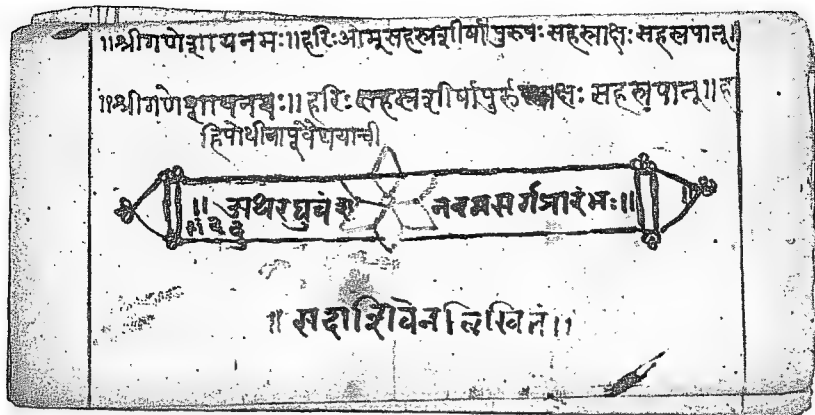 ॥श्रीगणेशायनमः॥हरिःओम्सहस्रशीर्षापुरुषःसहस्राक्षःसहस्रपात्॥
॥श्रीगणेशायनमः॥हरिःसहस्रशीर्षापुरु क्षः सहस्रपात्॥ह
हिपोथीबापूवैद्ययाची
॥अथरघुवंश नवमसर्गप्रारंभः॥
॥सदाशिवेनलिखितं॥